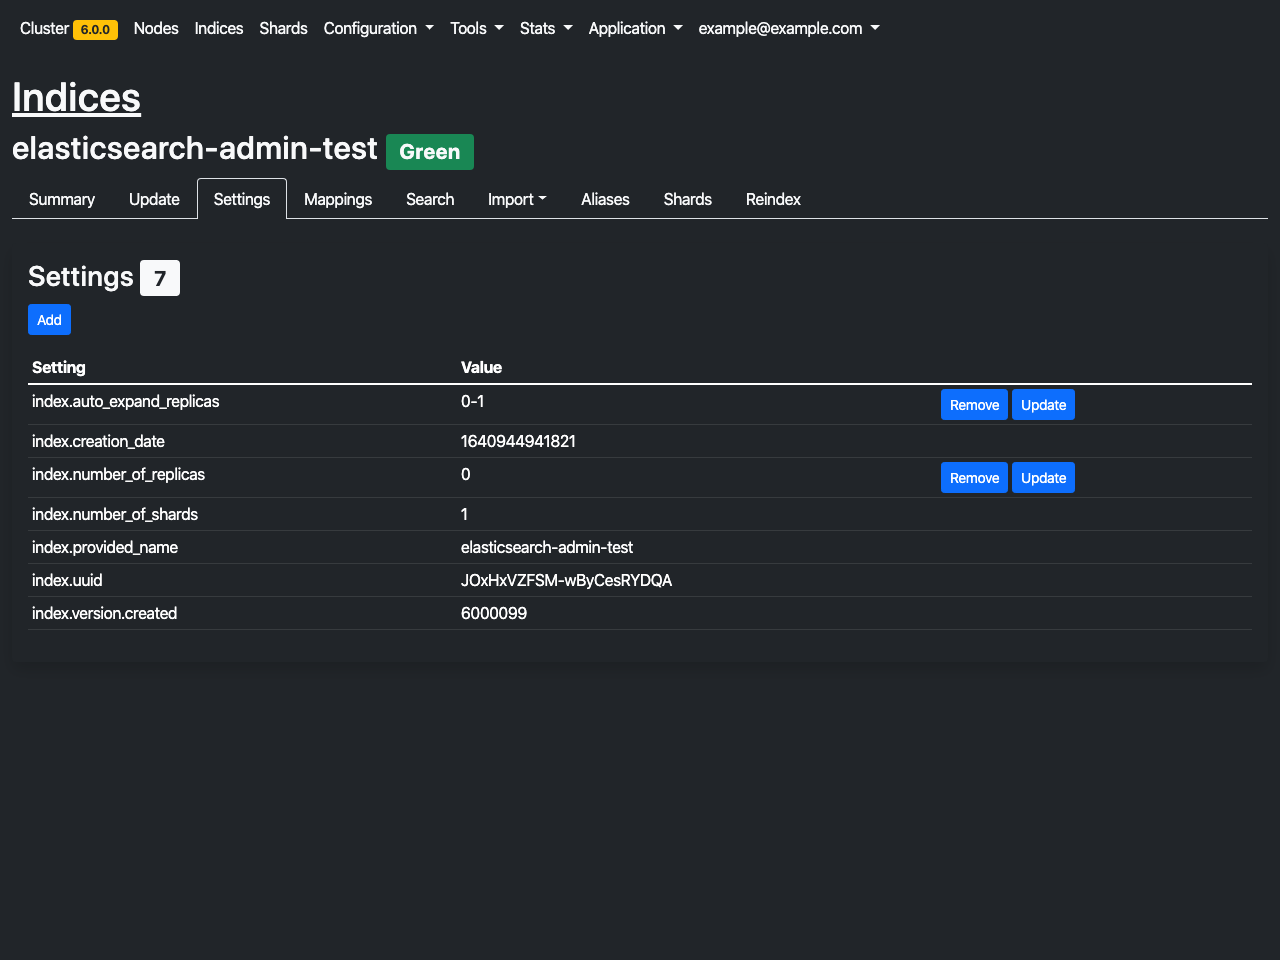 Cluster 6.0.0 Nodes Indices Shards Configuration Tools Stats Application example@example.com
Indices
elasticsearch-admin-test Green
Summary Update Settings Mappings Search Import Aliases Shards Reindex
Settings 7
Add
Setting Value
index.auto_expand_replicas 0-1 Remove Update
index.creation_date 1640944941821
index.number_of_replicas 0 Remove Update
index.number_of_shards 1
index.provided_name elasticsearch-admin-test
index.uuid JOxHxVZFSM-wByCesRYDQA
index.version.created 6000099